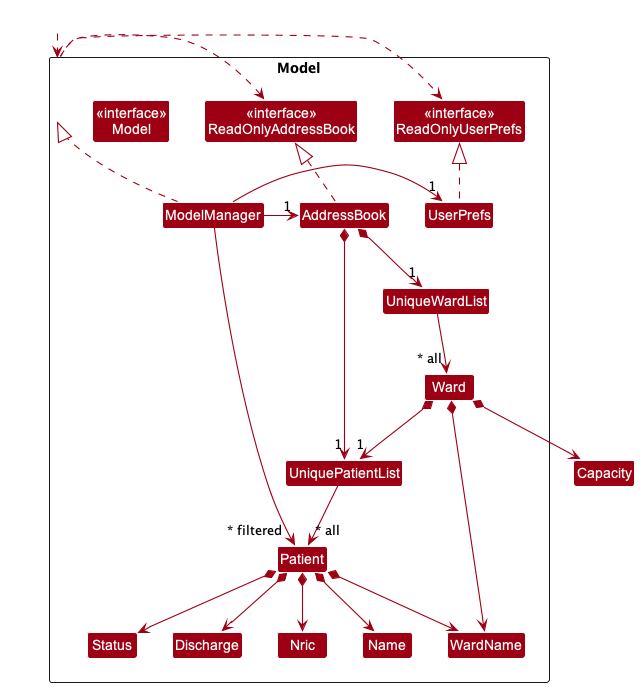 Model
«interface»
Model
«interface»
ReadOnlyAddressBook
«interface»
ReadOnlyUserPrefs
1
ModelManager
1
AddressBook
UserPrefs
1
UniqueWardList
* all
Ward
1
1
UniquePatientList
Capacity
* filtered
* all
Patient
Status
Discharge
Nric
Name
WardName